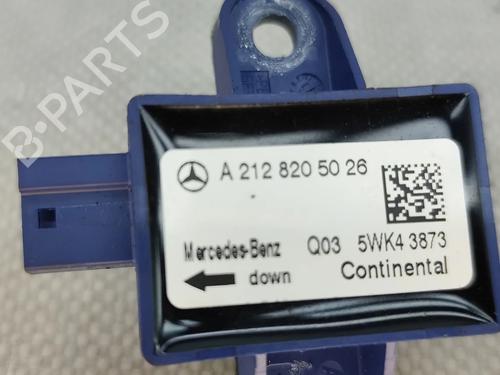 B-PARTS
A 212 820 50 26
Mercedes-Benz Q03 5WK4 3873
down Continental